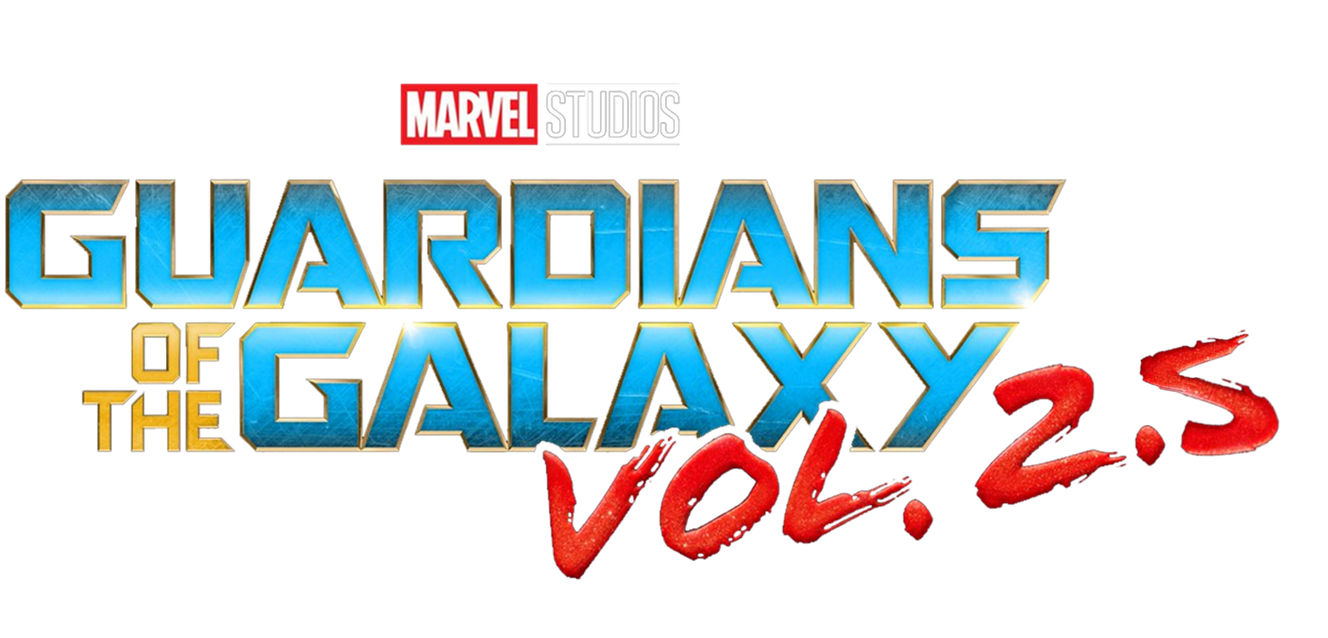 MARVEL STUDIOS
GUARDIANS
OF THE GALAXY
VOL. 2.5